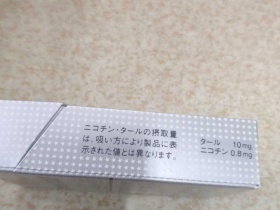 ニコチン・タールの摂取量
は、吸い方により製品に表
示された値とは異なります。
タール 10mg
ニコチン 0.8mg